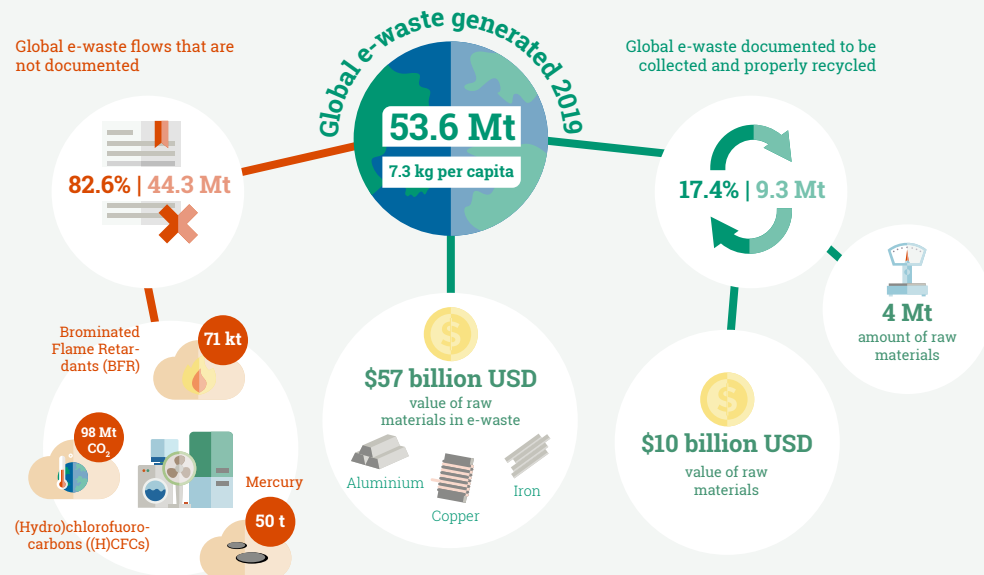 Global e-waste flows that are
not documented
Global e-waste generated 2019
Global e-waste documented to be
collected and properly recycled
53.6 Mt
7.3 kg per capita
82.6% | 44.3 Mt
17.4% | 9.3 Mt
4 Mt
amount of raw
materials
Brominated
Flame Retar-
dants (BFR)
71 kt
98 Mt
CO₂
(Hydro)chlorofuoro-
carbons ((H)CFCs)
Mercury
50 t
$57 billion USD
value of raw
materials in e-waste
Aluminium
Copper
Iron
$10 billion USD
value of raw
materials